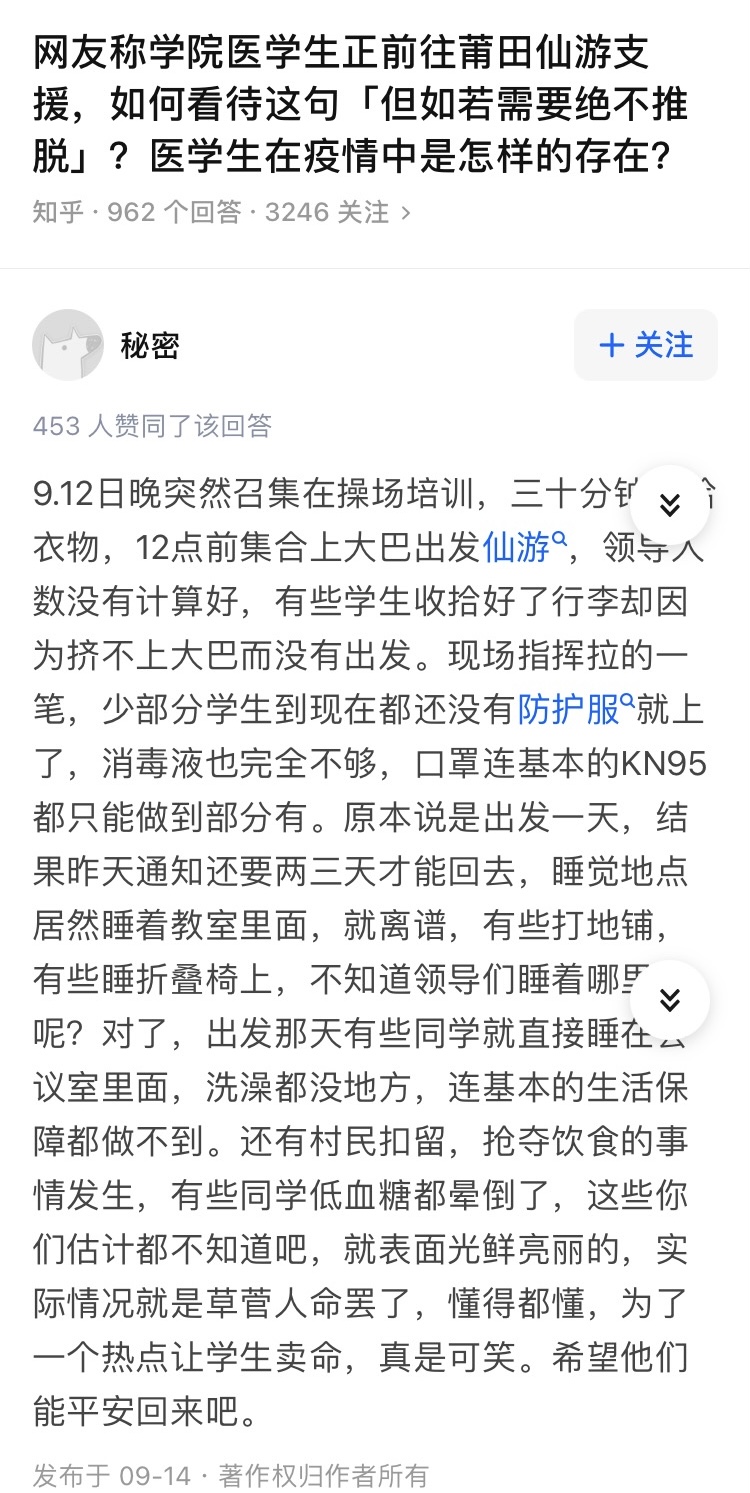 网友称学院医学生正前往莆田仙游支
援，如何看待这句「但如若需要绝不推
脱」？医学生在疫情中是怎样的存在？
知乎 · 962 个回答 · 3246 关注 >
秘密
+ 关注
453 人赞同了该回答
9.12日晚突然召集在操场培训，三十分钟
衣物，12点前集合上大巴出发仙游，领导人
数没有计算好，有些学生收拾好了行李却因
为挤不上大巴而没有出发。现场指挥拉的一
笔，少部分学生到现在都还没有防护服就上
了，消毒液也完全不够，口罩连基本的KN95
都只能做到部分有。原本说是出发一天，结
果昨天通知还要两三天才能回去，睡觉地点
居然睡着教室里面，就离谱，有些打地铺，
有些睡折叠椅上，不知道领导们睡着哪里
呢？对了，出发那天有些同学就直接睡在会
议室里面，洗澡都没地方，连基本的生活保
障都做不到。还有村民扣留，抢夺饮食的事
情发生，有些同学低血糖都晕倒了，这些你
们估计都不知道吧，就表面光鲜亮丽的，实
际情况就是草菅人命罢了，懂得都懂，为了
一个热点让学生卖命，真是可笑。希望他们
能平安回来吧。
发布于 09-14 · 著作权归作者所有